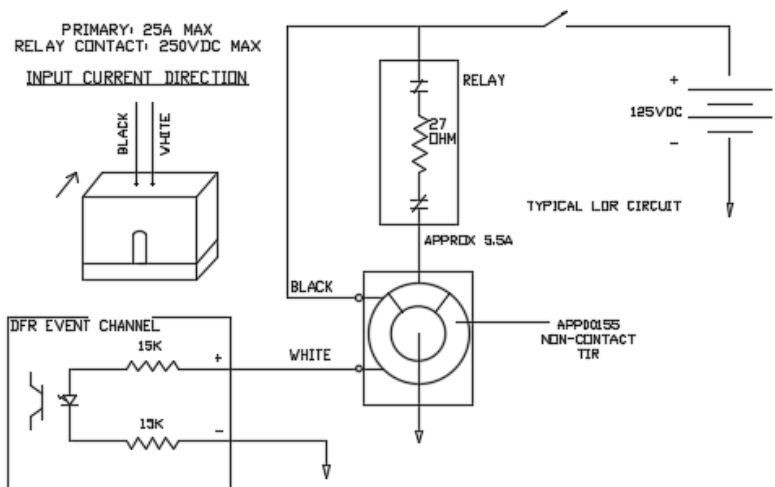 PRIMARY: 25A MAX
RELAY CONTACT: 250VDC MAX
INPUT CURRENT DIRECTION
BLACK
WHITE
RELAY
27
OHM
+
125VDC
-
TYPICAL LOR CIRCUIT
APPROX 5.5A
BLACK
WHITE
APPD0155
NON-CONTACT
TIR
DFR EVENT CHANNEL
15K
+
15K
-